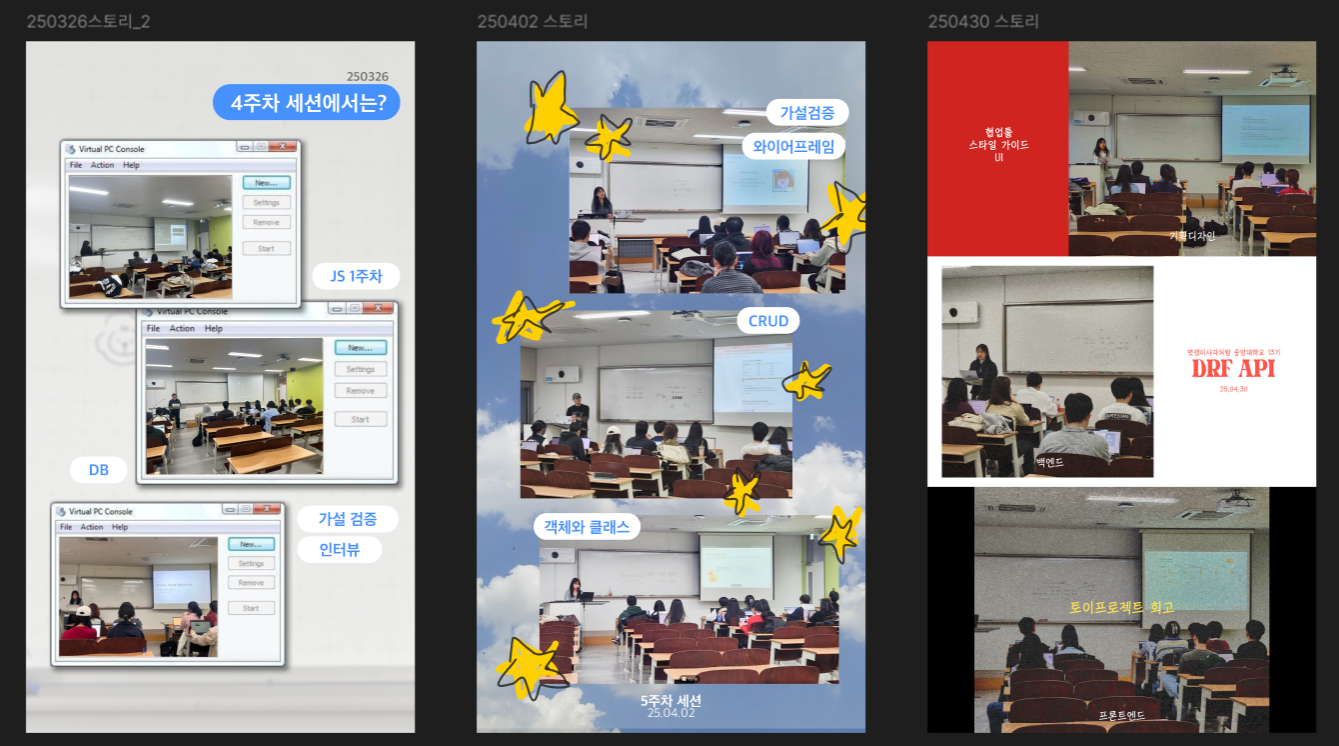 250326스토리_2
250326
4주차 세션에서는?
Virtual PC Console
File Action Help
New...
Settings
Remove
Start
JS 1주차
Virtual PC Console
File Action Help
New...
Settings
Remove
Start
DB
Virtual PC Console
File Action Help
New...
Settings
Remove
Start
가설 검증
인터뷰
250402 스토리
가설검증
와이어프레임
CRUD
객체와 클래스
5주차 세션
25.04.02
250430 스토리
협업툴
스타일 가이드
UI
기획디자인
멋쟁이사자처럼 중앙대학교 13기
DRF API
25.04.30
백엔드
토이프로젝트 회고
프론트엔드